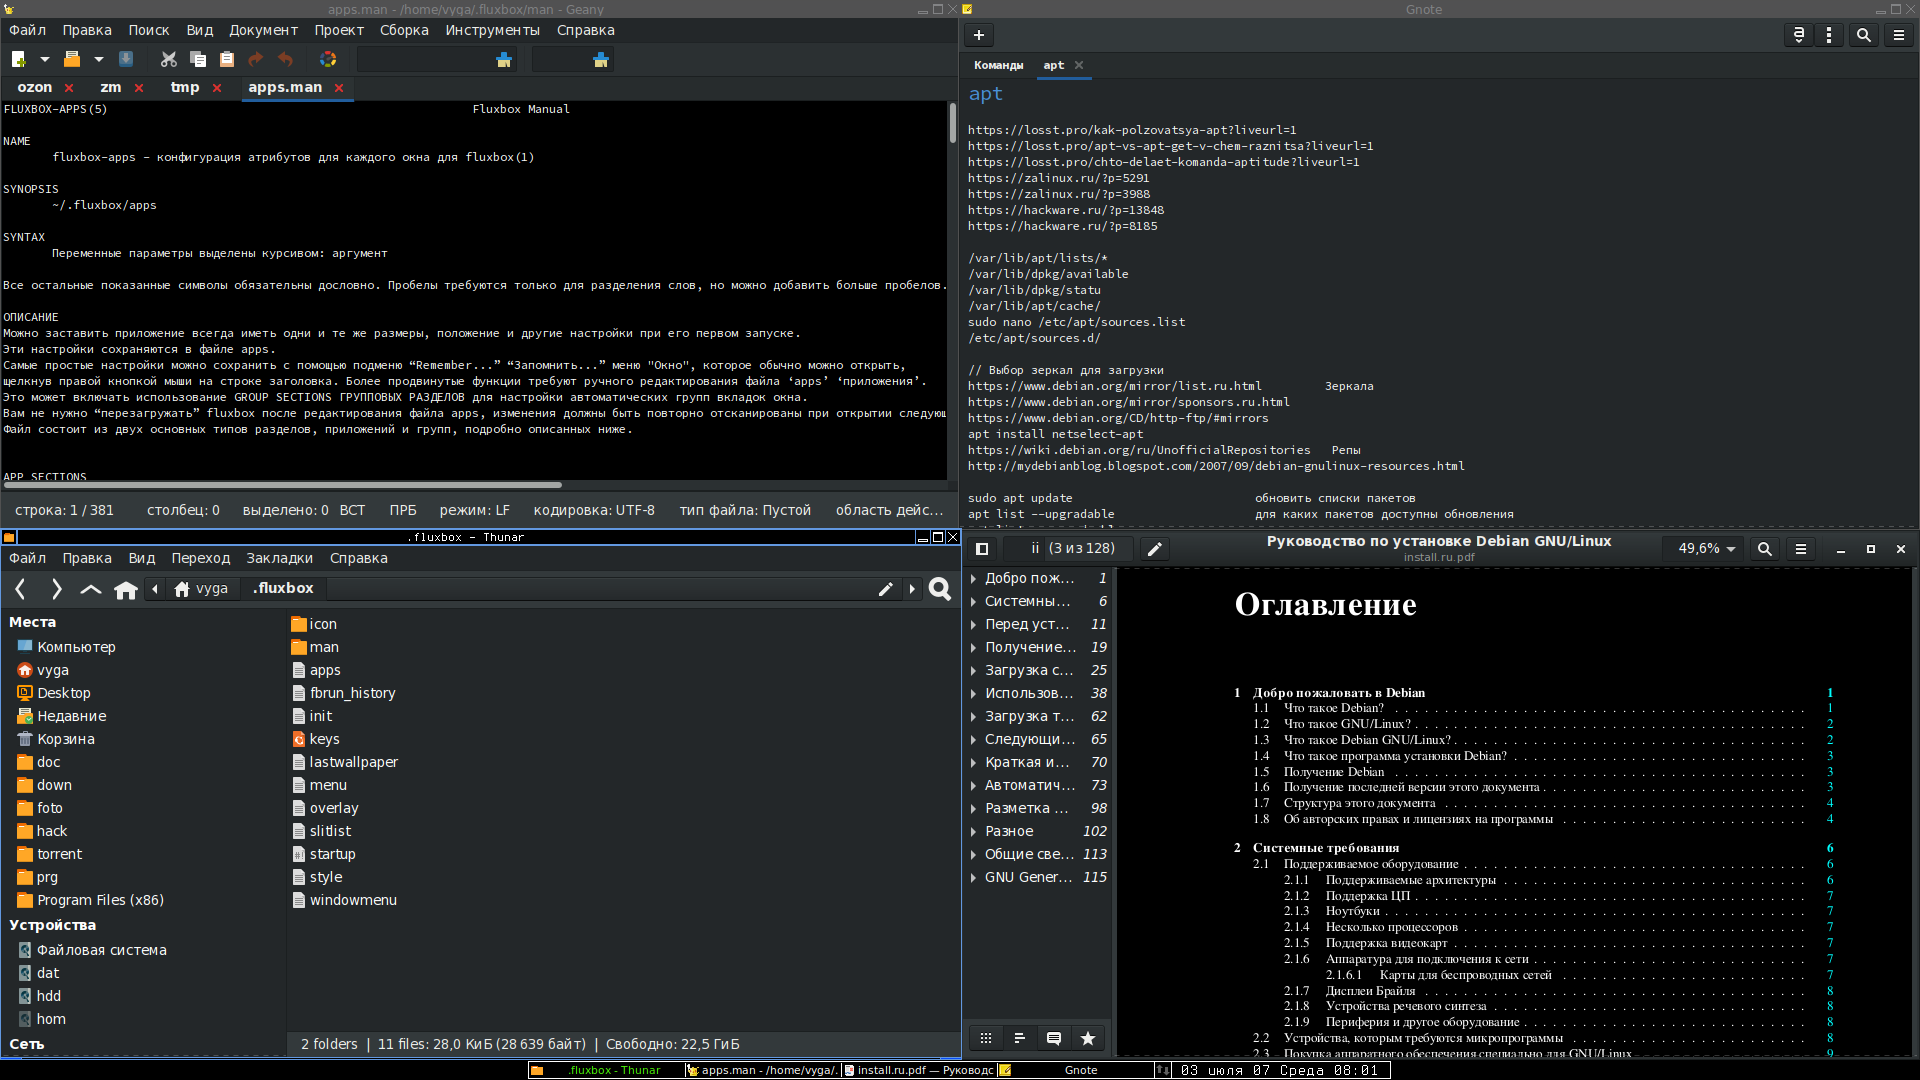 apps.man - /home/vyga/.fluxbox/man - Geany
Файл Правка Поиск Вид Документ Проект Сборка Инструменты Справка
ozon zm tmp apps.man
FLUXBOX-APPS(5) Fluxbox Manual
NAME
fluxbox-apps - конфигурация атрибутов для каждого окна для fluxbox(1)
SYNOPSIS
~/.fluxbox/apps
SYNTAX
Переменные параметры выделены курсивом: аргумент
Все остальные показанные символы обязательны дословно. Пробелы требуются только для разделения слов, но можно добавить больше пробелов.
ОПИСАНИЕ
Можно заставить приложение всегда иметь одни и те же размеры, положение и другие настройки при его первом запуске.
Эти настройки сохраняются в файле apps.
Самые простые настройки можно сохранить с помощью подменю “Remember...” “Запомнить...” меню "Окно", которое обычно можно открыть,
щелкнув правой кнопкой мыши на строке заголовка. Более продвинутые функции требуют ручного редактирования файла ‘apps’ ‘приложения’.
Это может включать использование GROUP SECTIONS ГРУППОВЫХ РАЗДЕЛОВ для настройки автоматических групп вкладок окна.
Вам не нужно “перезагружать” fluxbox после редактирования файла apps, изменения должны быть повторно отсканированы при открытии следующ
Файл состоит из двух основных типов разделов, приложений и групп, подробно описанных ниже.
APP SECTIONS
строка: 1 / 381 столбец: 0 выделено: 0 ВСТ ПРБ режим: LF кодировка: UTF-8 тип файла: Пустой область дейс...
Gnote
Команды apt
apt
https://losst.pro/kak-polzovatsya-apt?liveurl=1
https://losst.pro/apt-vs-apt-get-v-chem-raznitsa?liveurl=1
https://losst.pro/chto-delaet-komanda-aptitude?liveurl=1
https://zalinux.ru/?p=5291
https://zalinux.ru/?p=3988
https://hackware.ru/?p=13848
https://hackware.ru/?p=8185
/var/lib/apt/lists/*
/var/lib/dpkg/available
/var/lib/dpkg/statu
/var/lib/apt/cache/
sudo nano /etc/apt/sources.list
/etc/apt/sources.d/
// Выбор зеркал для загрузки
https://www.debian.org/mirror/list.ru.html Зеркала
https://www.debian.org/mirror/sponsors.ru.html
https://www.debian.org/CD/http-ftp/#mirrors
apt install netselect-apt
https://wiki.debian.org/ru/UnofficialRepositories Репы
http://mydebianblog.blogspot.com/2007/09/debian-gnulinux-resources.html
sudo apt update обновить списки пакетов
apt list --upgradable для каких пакетов доступны обновления
.fluxbox - Thunar
Файл Правка Вид Переход Закладки Справка
vyga .fluxbox
Места
Компьютер
vyga
Desktop
Недавние
Корзина
doc
down
foto
hack
torrent
prg
Program Files (x86)
Устройства
Файловая система
dat
hdd
hom
Сеть
icon
man
apps
fbrun_history
init
keys
lastwallpaper
menu
overlay
slitlist
startup
style
windowmenu
2 folders | 11 files: 28,0 КиБ (28 639 байт) | Свободно: 22,5 ГиБ
ii (3 из 128) Руководство по установке Debian GNU/Linux 49,6%
install.ru.pdf
Добро пож... 1
Системны... 6
Перед уст... 11
Получение... 19
Загрузка с... 25
Использов... 38
Загрузка т... 62
Следующи... 65
Краткая и... 70
Автоматич... 73
Разметка ... 98
Разное 102
Общие све... 113
GNU Gener... 115
Оглавление
1 Добро пожаловать в Debian 1
1.1 Что такое Debian? 1
1.2 Что такое GNU/Linux? 2
1.3 Что такое Debian GNU/Linux? 2
1.4 Что такое программа установки Debian? 3
1.5 Получение Debian 3
1.6 Получение последней версии этого документа 3
1.7 Структура этого документа 4
1.8 Об авторских правах и лицензиях на программы 4
2 Системные требования 6
2.1 Поддерживаемое оборудование 6
2.1.1 Поддерживаемые архитектуры 6
2.1.2 Поддержка ЦП 7
2.1.3 Ноутбуки 7
2.1.4 Несколько процессоров 7
2.1.5 Поддержка видеокарт 7
2.1.6 Аппаратура для подключения к сети 7
2.1.6.1 Карты для беспроводных сетей 7
2.1.7 Дисплеи Брайля 8
2.1.8 Устройства речевого синтеза 8
2.1.9 Периферия и другое оборудование 8
2.2 Устройства, которым требуются микропрограммы 8
2.3 Покупка аппаратного обеспечения специально для GNU/Linux 9
.fluxbox - Thunar apps.man - /home/vyga/. install.ru.pdf — Руководс Gnote 03 июля 07 Среда 08:01